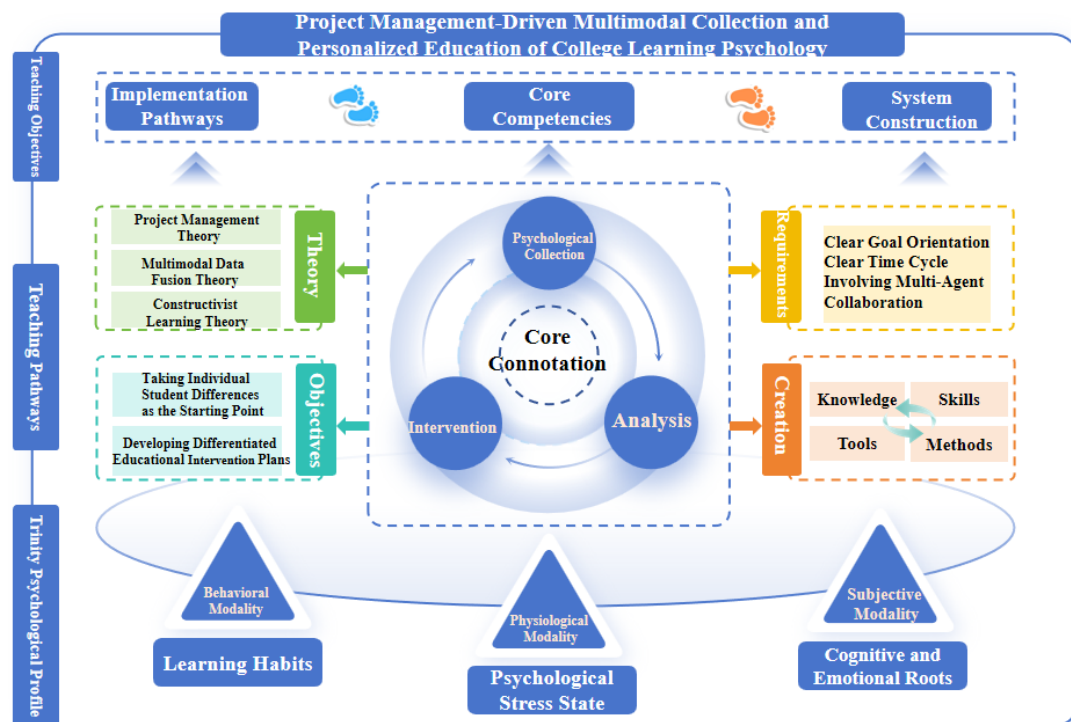 Project Management-Driven Multimodal Collection and
Personalized Education of College Learning Psychology
Teaching Objectives
Implementation
Pathways
Core
Competencies
System
Construction
Teaching Pathways
Project Management
Theory
Multimodal Data
Fusion Theory
Constructivist
Learning Theory
Theory
Taking Individual
Student Differences
as the Starting Point
Developing Differentiated
Educational Intervention Plans
Objectives
Psychological
Collection
Core
Connotation
Intervention
Analysis
Requirements
Clear Goal Orientation
Clear Time Cycle
Involving Multi-Agent
Collaboration
Creation
Knowledge
Skills
Tools
Methods
Trinity Psychological Profile
Behavioral
Modality
Learning Habits
Physiological
Modality
Psychological
Stress State
Subjective
Modality
Cognitive and
Emotional Roots